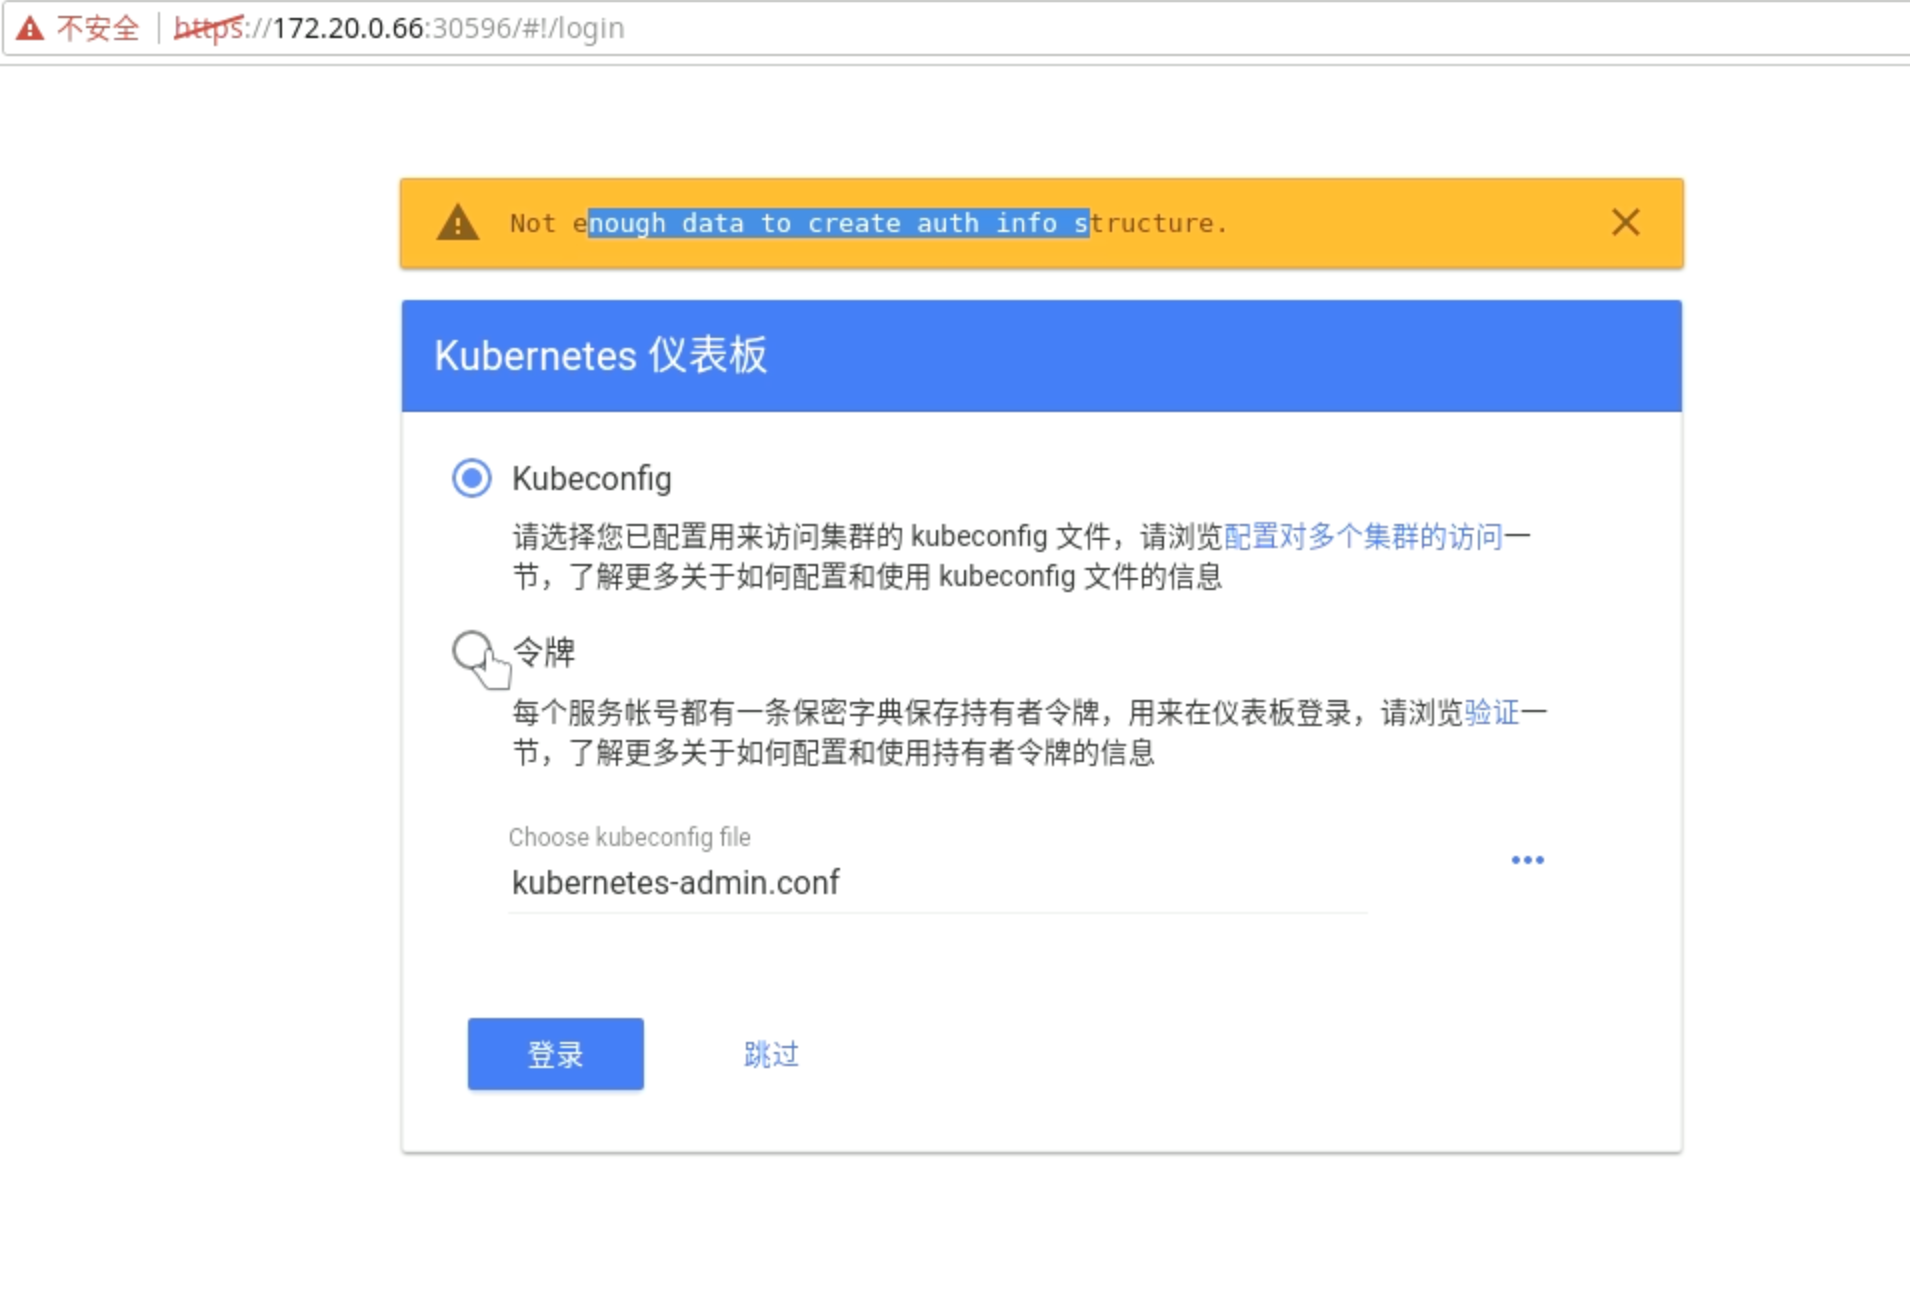 不安全 | https://172.20.0.66:30596/#!/login
Not enough data to create auth info structure.
Kubernetes 仪表板
Kubeconfig
请选择您已配置用来访问集群的 kubeconfig 文件，请浏览配置对多个集群的访问一
节，了解更多关于如何配置和使用 kubeconfig 文件的信息
令牌
每个服务帐号都有一条保密字典保存持有者令牌，用来在仪表板登录，请浏览验证一
节，了解更多关于如何配置和使用持有者令牌的信息
Choose kubeconfig file
kubernetes-admin.conf
登录 跳过